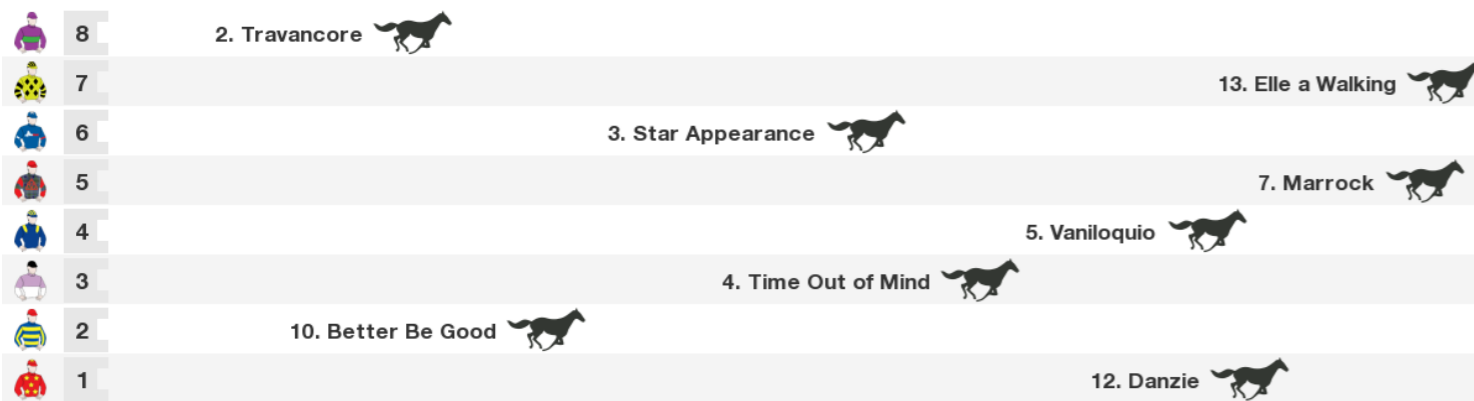 8 2. Travancore
7 13. Elle a Walking
6 3. Star Appearance
5 7. Marrock
4 5. Vaniloquio
3 4. Time Out of Mind
2 10. Better Be Good
1 12. Danzie